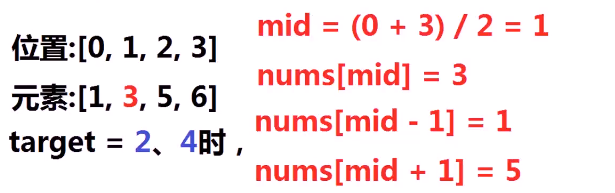 位置:[0, 1, 2, 3]
元素:[1, 3, 5, 6]
target = 2、4时 ,
mid = (0 + 3) / 2 = 1
nums[mid] = 3
nums[mid - 1] = 1
nums[mid + 1] = 5